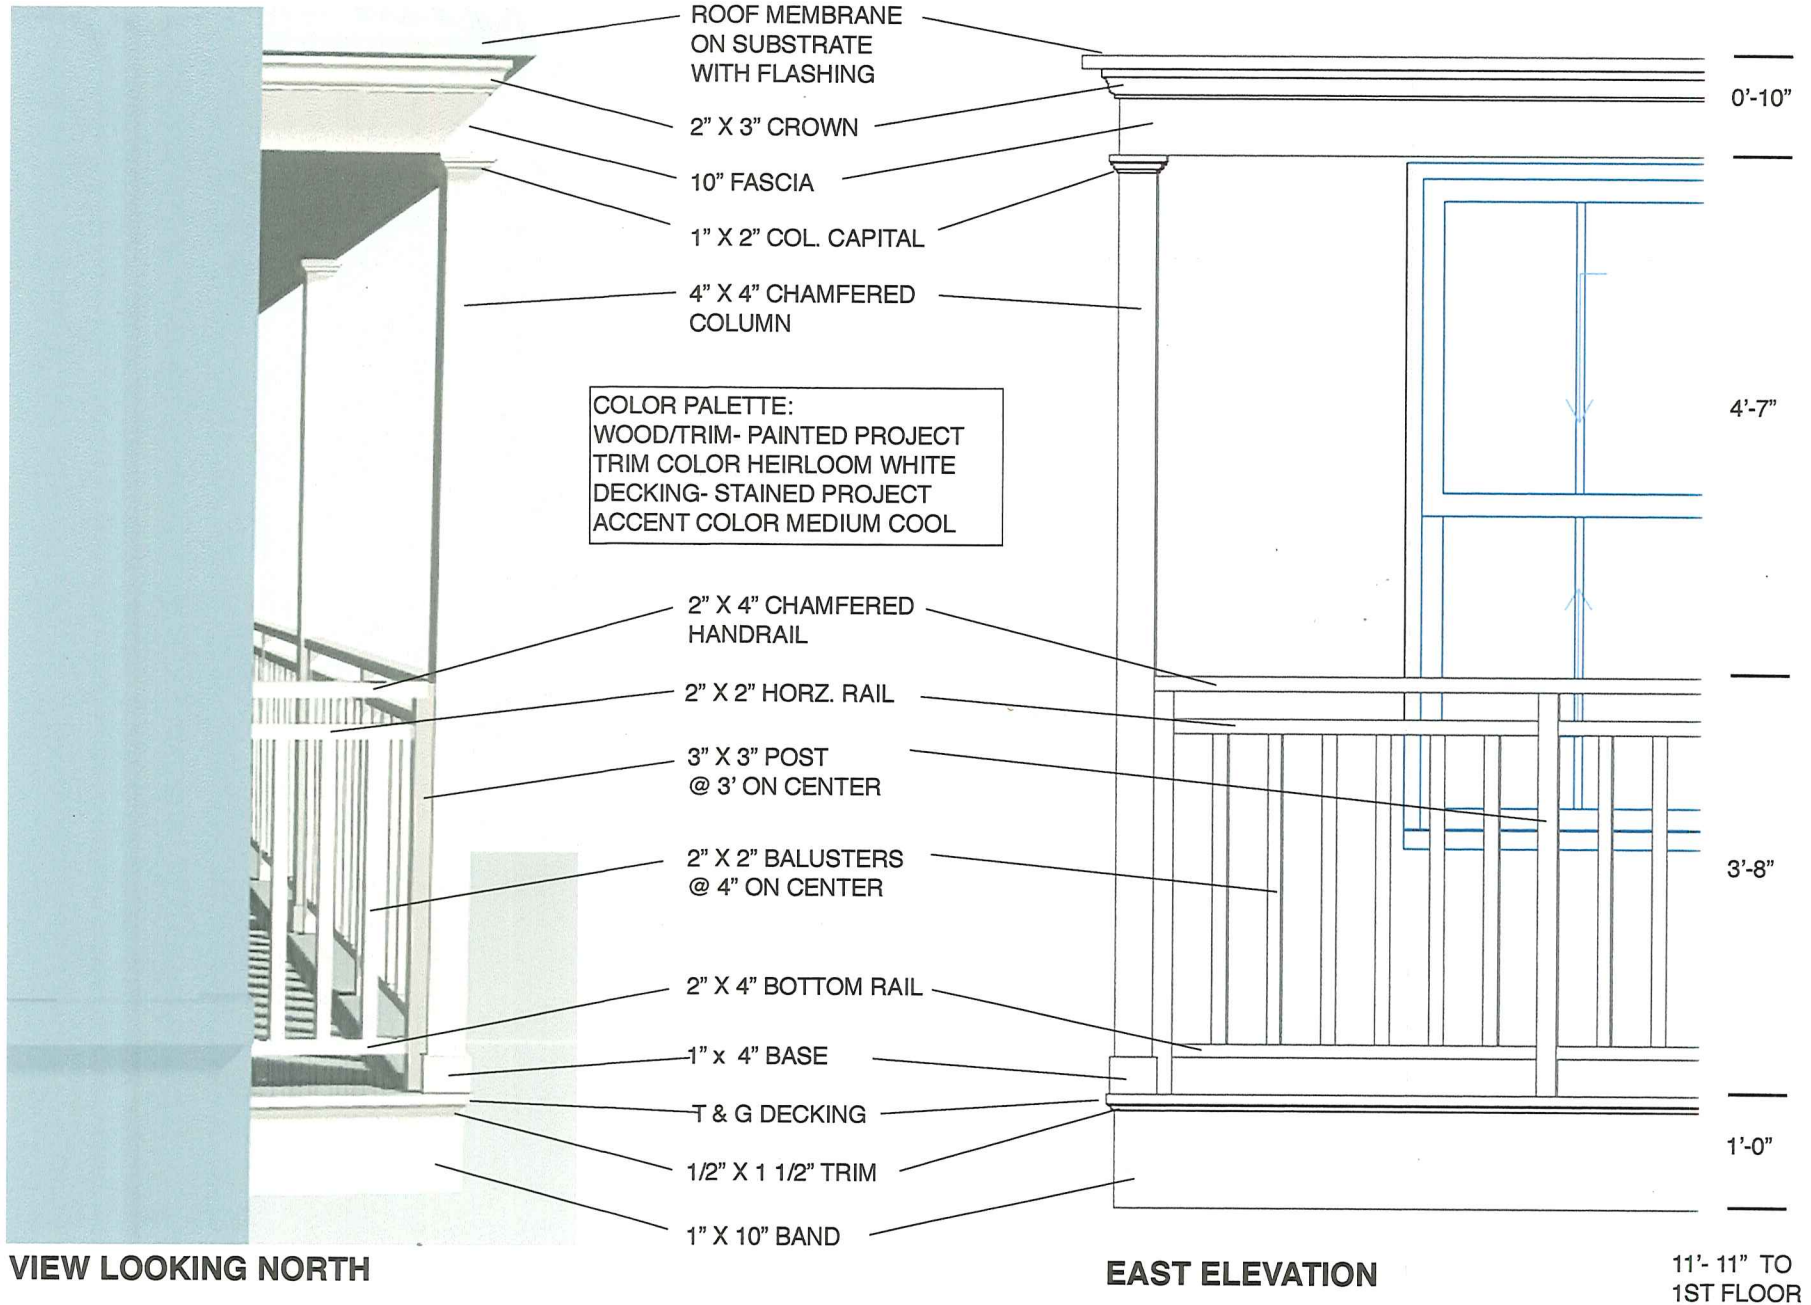 ROOF MEMBRANE
ON SUBSTRATE
WITH FLASHING
2” X 3” CROWN
10” FASCIA
1” X 2” COL. CAPITAL
4” X 4” CHAMFERED
COLUMN
COLOR PALETTE:
WOOD/TRIM- PAINTED PROJECT
TRIM COLOR HEIRLOOM WHITE
DECKING- STAINED PROJECT
ACCENT COLOR MEDIUM COOL
2” X 4” CHAMFERED
HANDRAIL
2” X 2” HORZ. RAIL
3” X 3” POST
@ 3’ ON CENTER
2” X 2” BALUSTERS
@ 4” ON CENTER
2” X 4” BOTTOM RAIL
1” x 4” BASE
T & G DECKING
1/2” X 1 1/2” TRIM
1” X 10” BAND
0’-10”
4’-7”
3’-8”
1’-0”
VIEW LOOKING NORTH
EAST ELEVATION
11’- 11” TO
1ST FLOOR